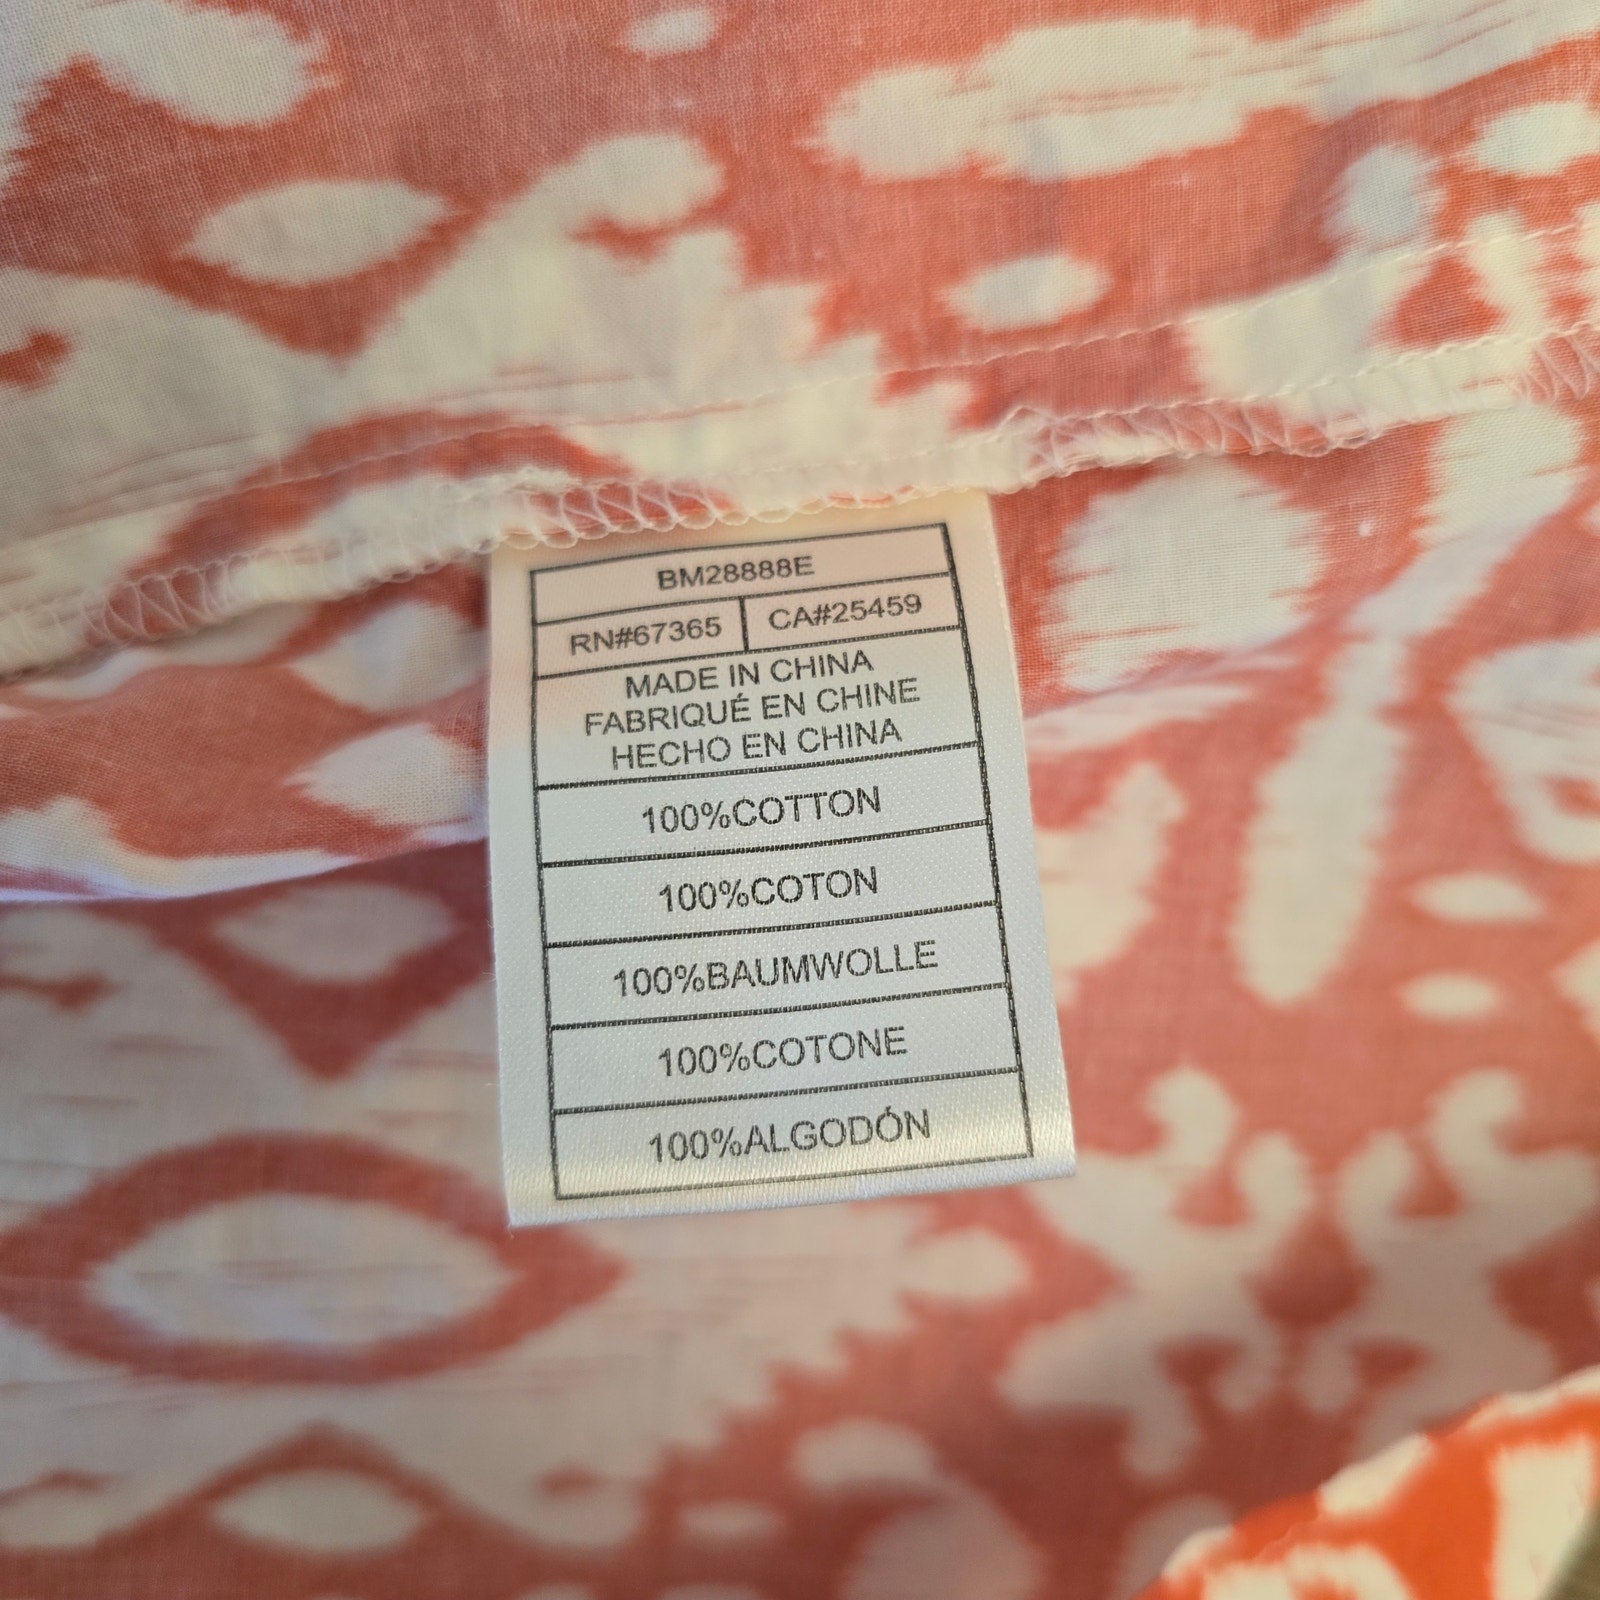 BM28888E
RN#67365 CA#25459
MADE IN CHINA
FABRIQUÉ EN CHINE
HECHO EN CHINA
100%COTTON
100%COTON
100%BAUMWOLLE
100%COTONE
100%ALGODÓN